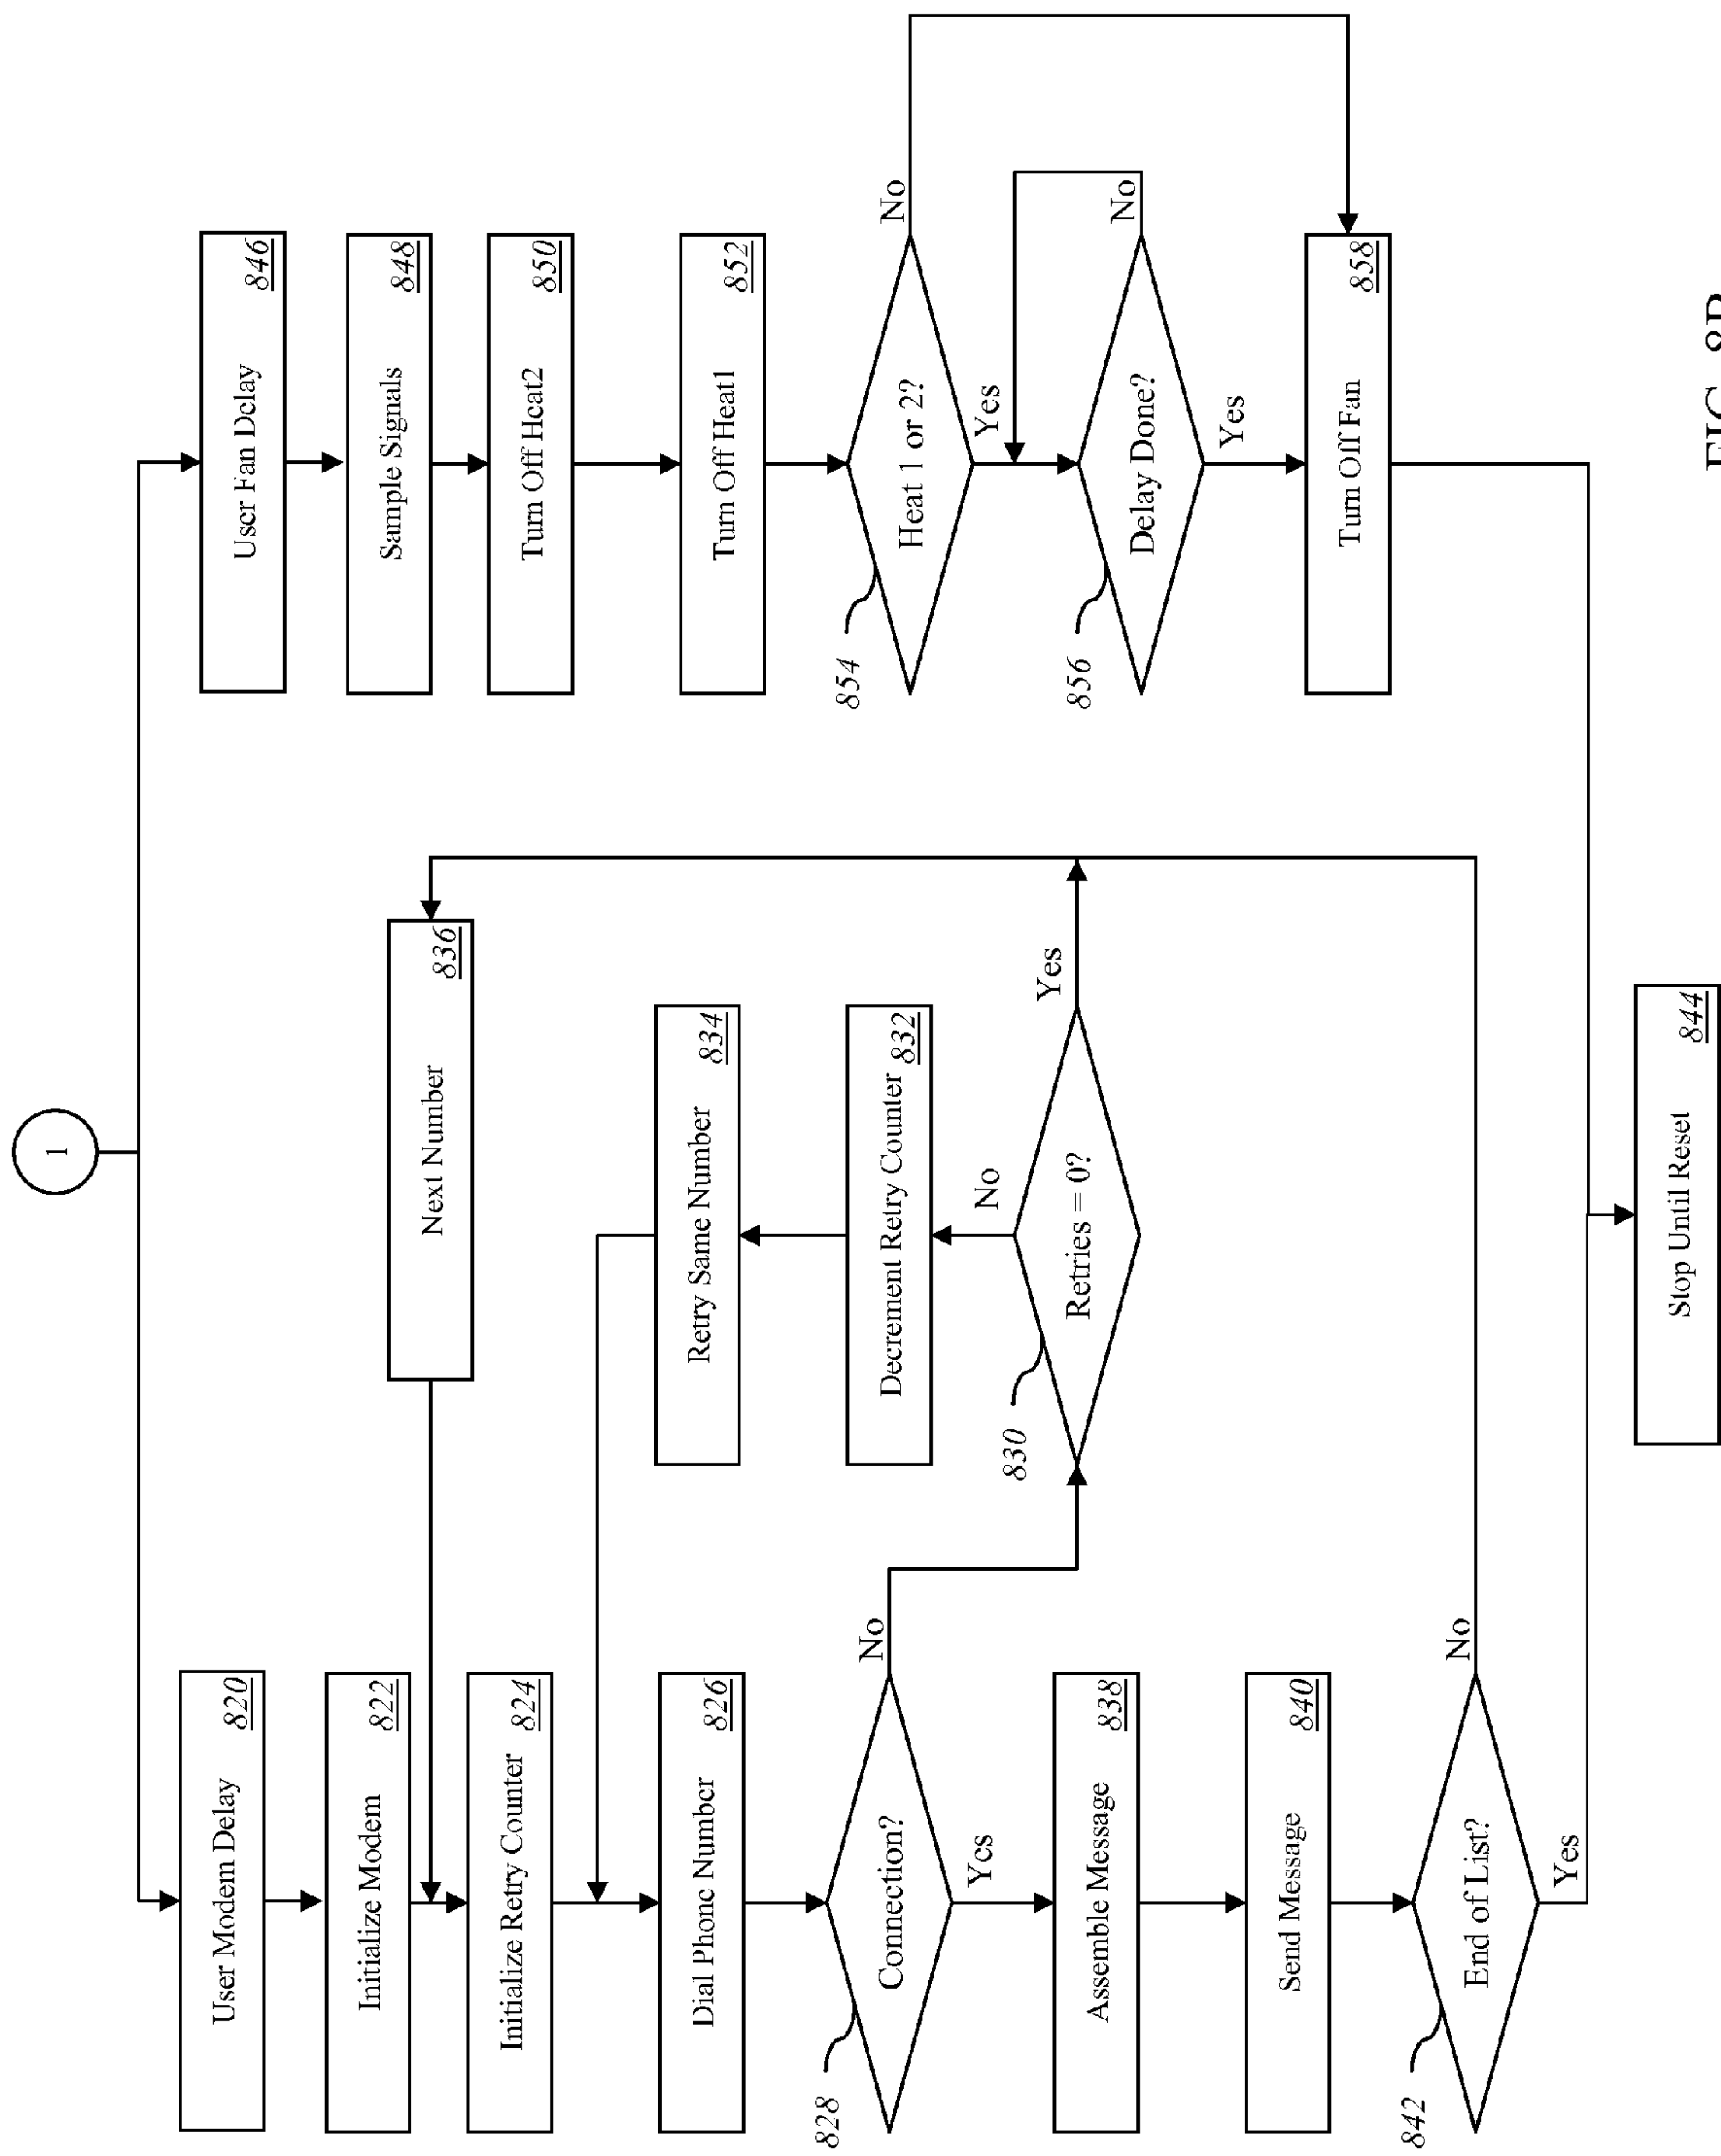 1
User Modem Delay
820
Initialize Modem
822
Initialize Retry Counter
824
Dial Phone Number
826
Connection?
828
No
Yes
Assemble Message
838
Send Message
840
End of List?
842
No
Yes
Next Number
836
Retry Same Number
834
Decrement Retry Counter
832
No
Retries = 0?
830
Yes
User Fan Delay
846
Sample Signals
848
Turn Off Heat2
850
Turn Off Heat1
852
Heat 1 or 2?
854
No
Yes
Delay Done?
856
No
Yes
Turn Off Fan
858
Stop Until Reset
844